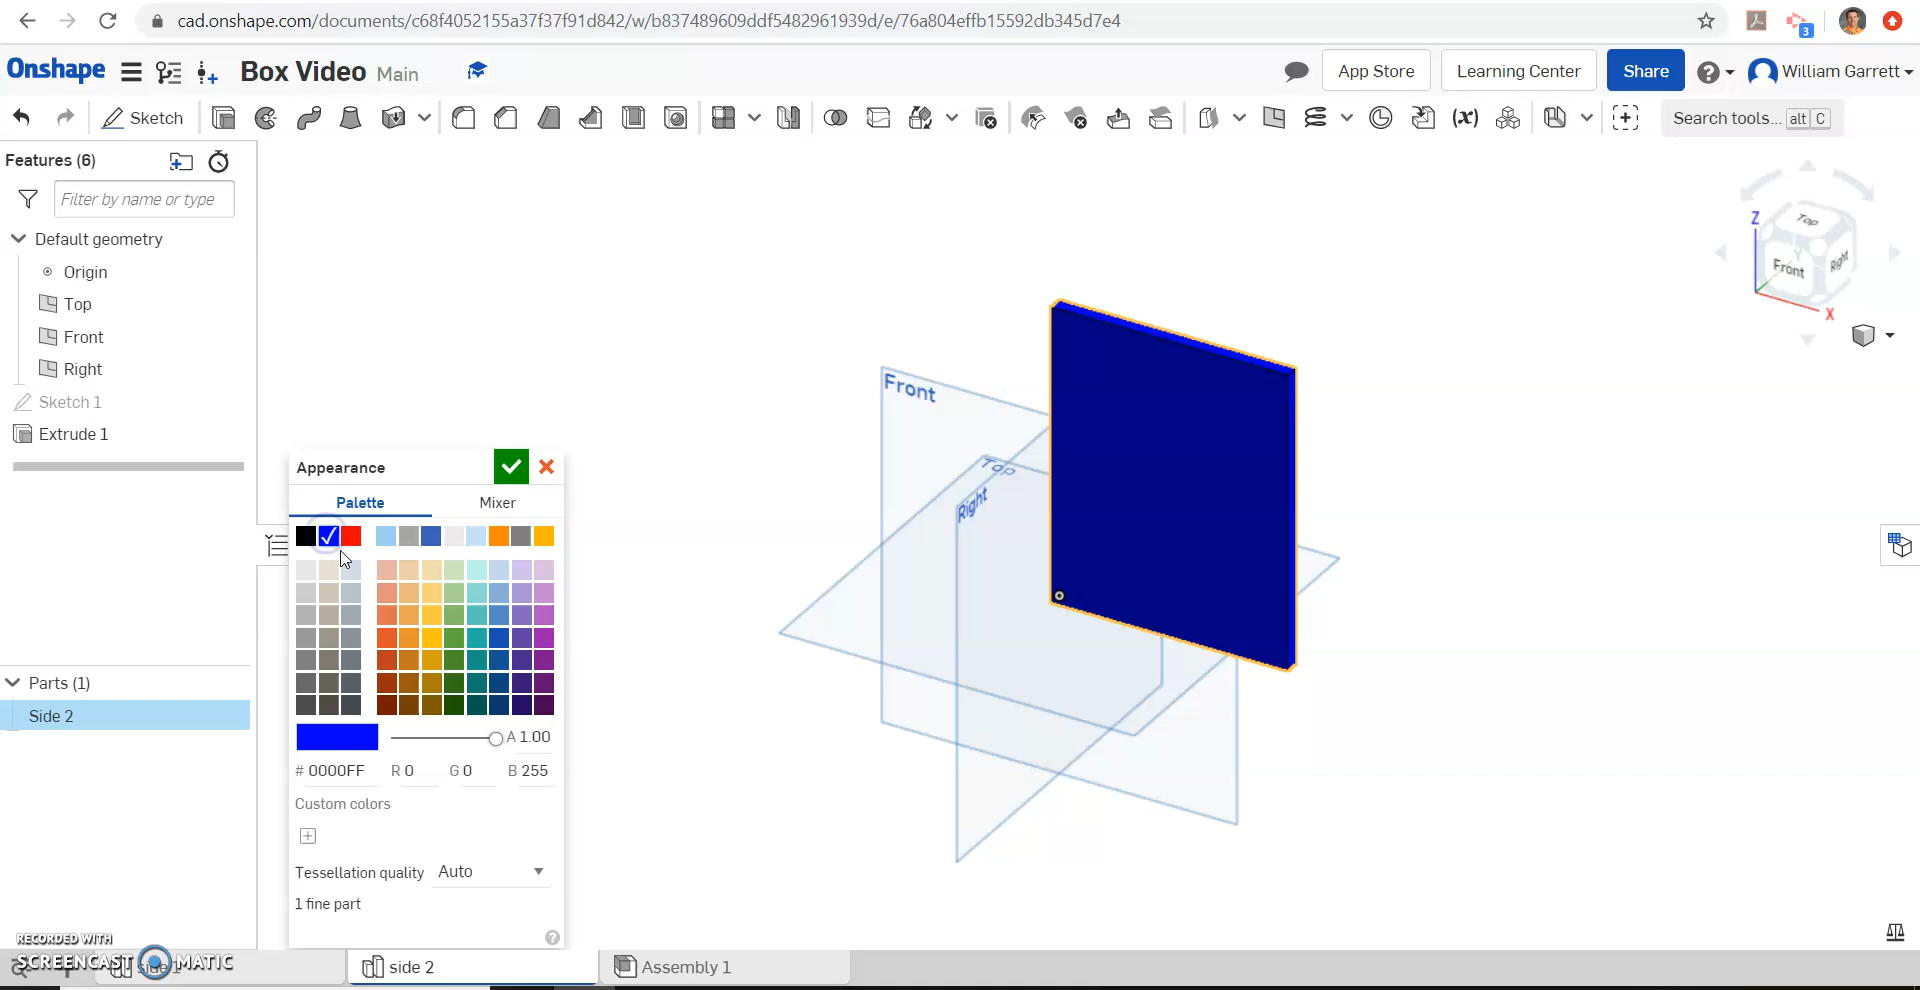 cad.onshape.com/documents/c68f4052155a37f37f91d842/w/b837489609ddf5482961939d/e/76a804effb15592db345d7e4
3
Onshape
Box Video Main
App Store
Learning Center
Share
William Garrett
Sketch
Search tools... alt C
Features (6)
Filter by name or type
Default geometry
Origin
Top
Front
Right
Sketch 1
Extrude 1
Parts (1)
Side 2
Appearance
Palette
Mixer
A 1.00
# 0000FF
R 0
G 0
B 255
Custom colors
Tessellation quality Auto
1 fine part
Front
Top
Right
Z
Top
Y
Front
Right
X
RECORDED WITH
SCREENCAST MATIC
side 2
Assembly 1